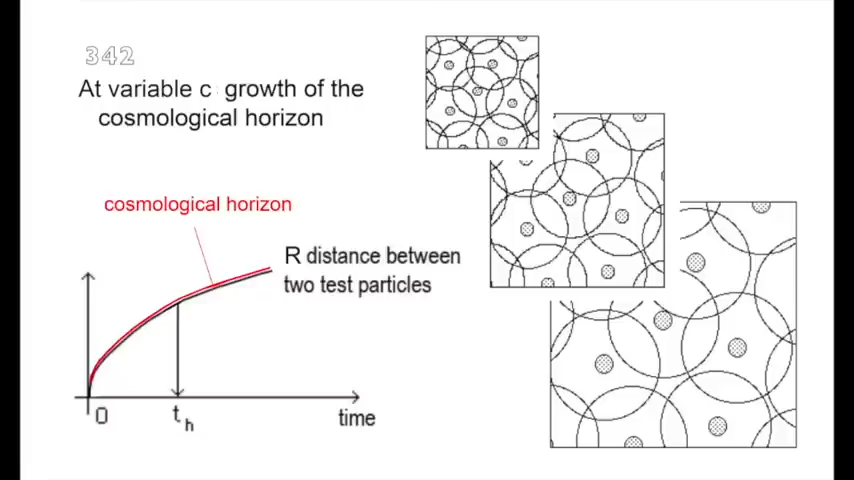 342
At variable c : growth of the
cosmological horizon
cosmological horizon
R distance between
two test particles
0
t h
time